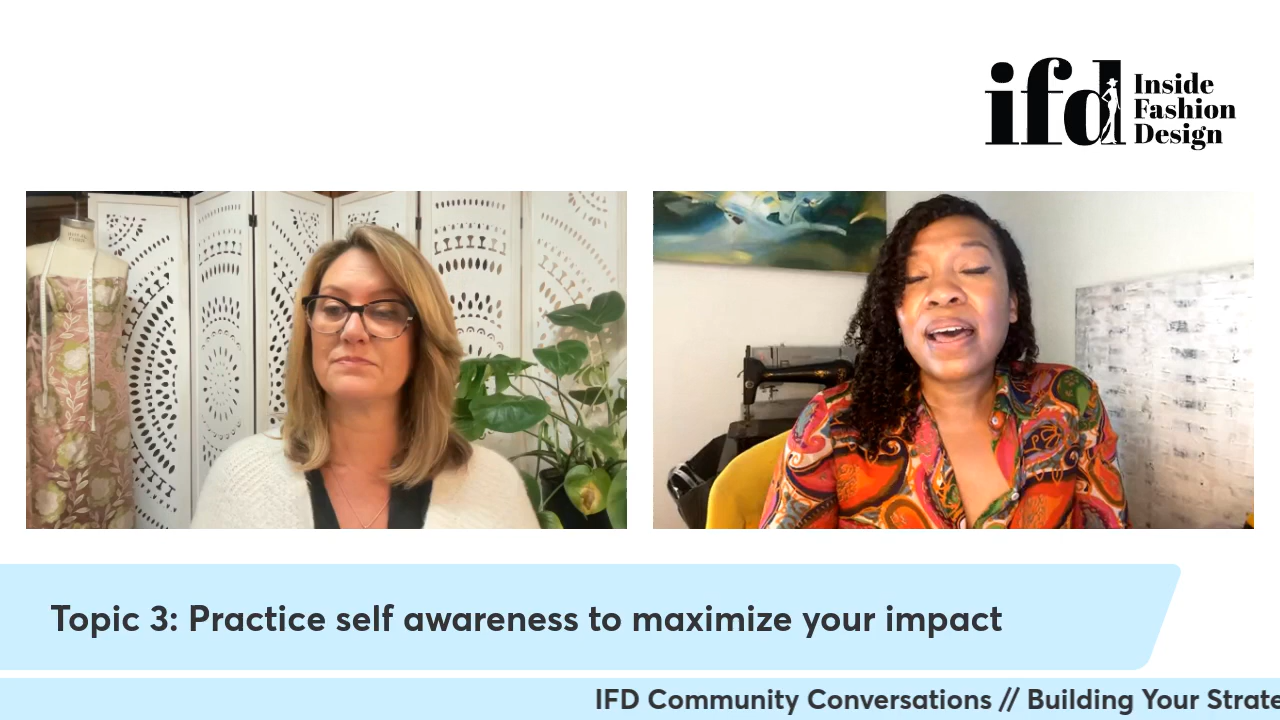 ifd
Inside
Fashion
Design
Topic 3: Practice self awareness to maximize your impact
IFD Community Conversations // Building Your Strate